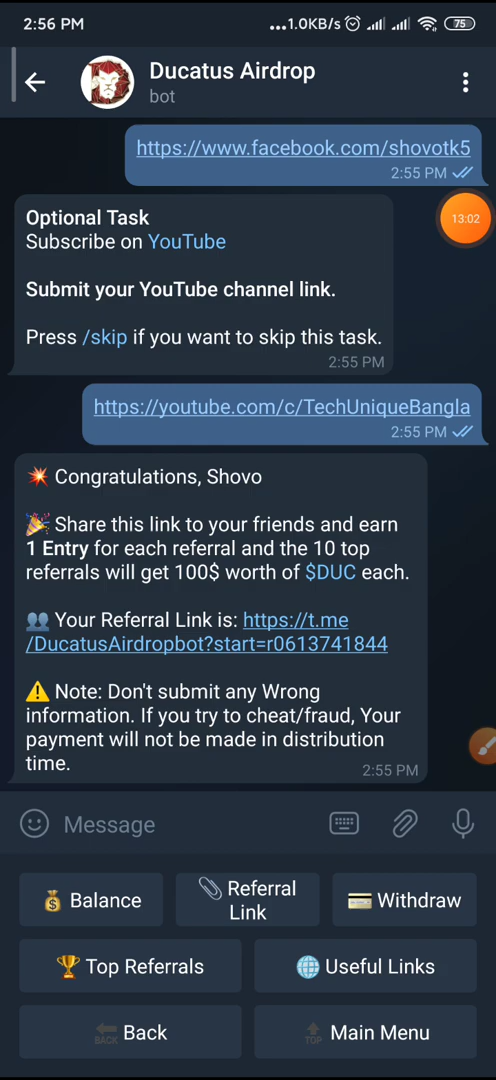 2:56 PM
...1.0KB/s
75
Ducatus Airdrop
bot
https://www.facebook.com/shovotk5
2:55 PM
13:02
Optional Task
Subscribe on YouTube
Submit your YouTube channel link.
Press /skip if you want to skip this task.
2:55 PM
https://youtube.com/c/TechUniqueBangla
2:55 PM
💥 Congratulations, Shovo
🎉 Share this link to your friends and earn
1 Entry for each referral and the 10 top
referrals will get 100$ worth of $DUC each.
👥 Your Referral Link is: https://t.me
/DucatusAirdropbot?start=r0613741844
⚠️ Note: Don't submit any Wrong
information. If you try to cheat/fraud, Your
payment will not be made in distribution
time.
2:55 PM
Message
💰 Balance
📎 Referral
Link
💳 Withdraw
🏆 Top Referrals
🌐 Useful Links
BACK Back
TOP Main Menu